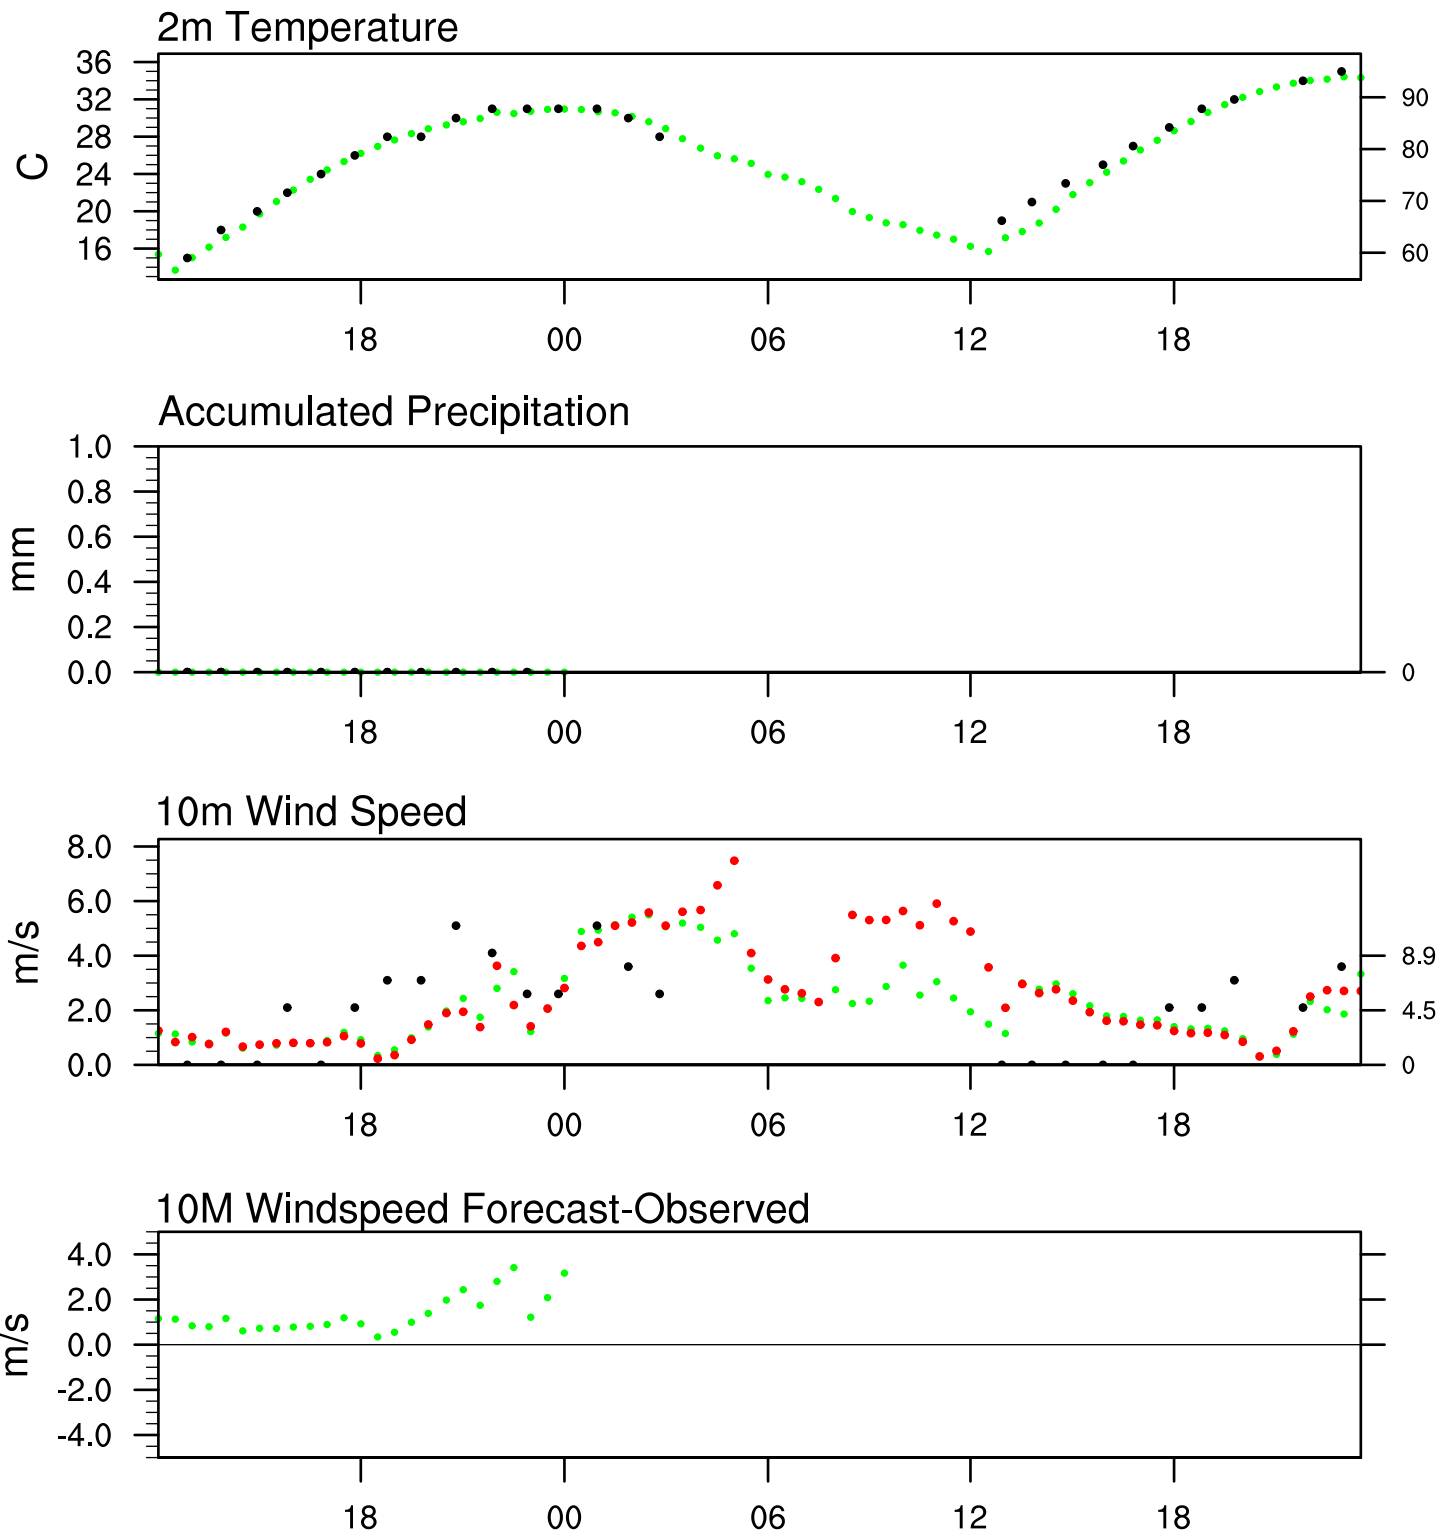 2m Temperature
36
32
28
24
20
16
C
90
80
70
60
18 00 06 12 18
Accumulated Precipitation
1.0
0.8
0.6
0.4
0.2
0.0
mm
0
18 00 06 12 18
10m Wind Speed
8.0
6.0
4.0
2.0
0.0
m/s
8.9
4.5
0
18 00 06 12 18
10M Windspeed Forecast-Observed
4.0
2.0
0.0
-2.0
-4.0
m/s
18 00 06 12 18